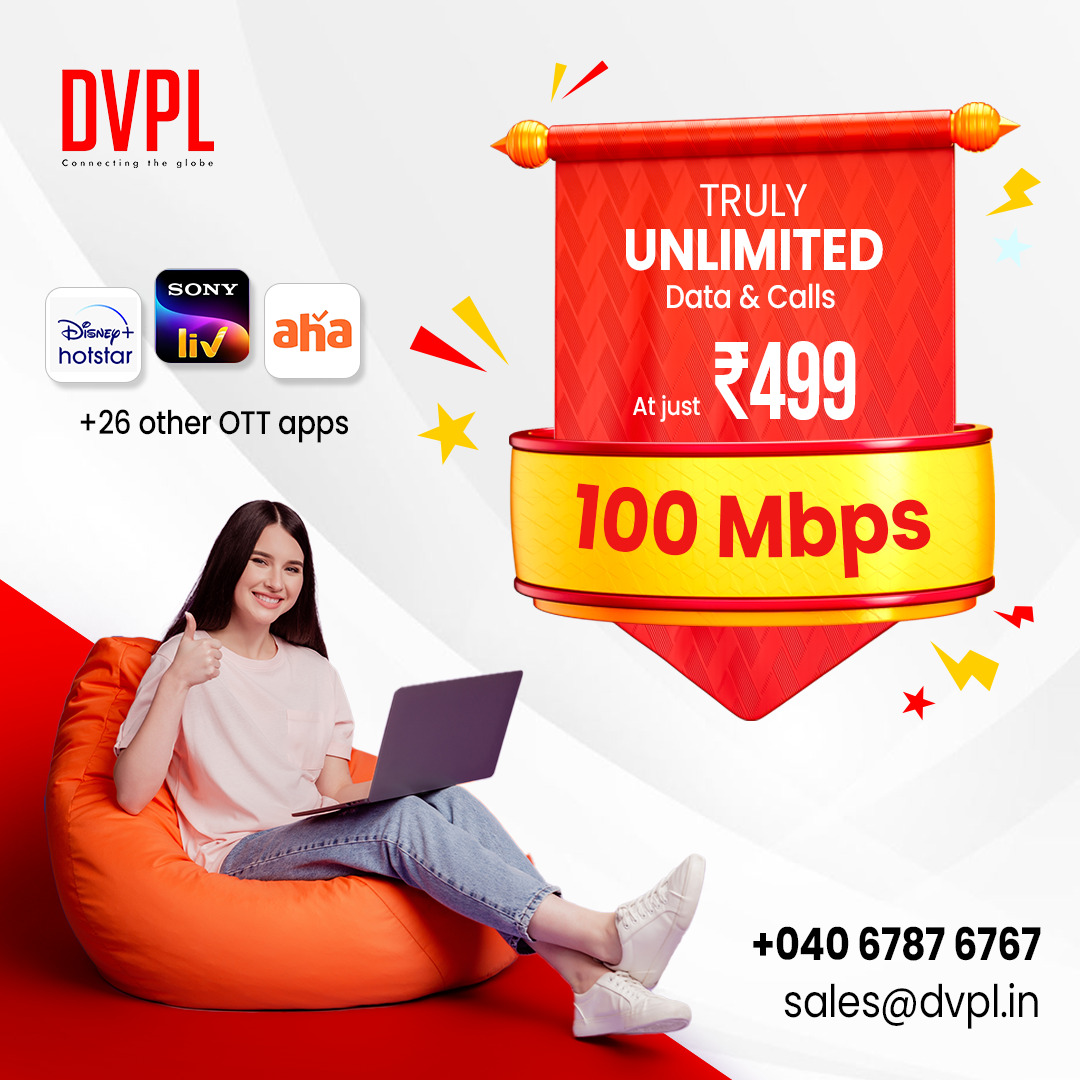 DVPL
Connecting the globe
TRULY
UNLIMITED
Data & Calls
At just ₹499
100 Mbps
Disney+
hotstar
SONY
liv
aha
+26 other OTT apps
+040 6787 6767
sales@dvpl.in